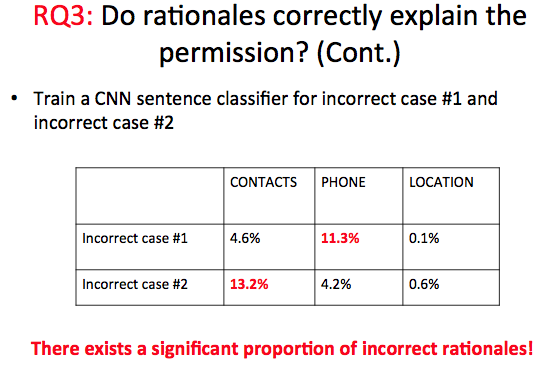 RQ3: Do rationales correctly explain the
permission? (Cont.)
• Train a CNN sentence classifier for incorrect case #1 and
incorrect case #2
CONTACTS PHONE LOCATION
Incorrect case #1 4.6% 11.3% 0.1%
Incorrect case #2 13.2% 4.2% 0.6%
There exists a significant proportion of incorrect rationales!